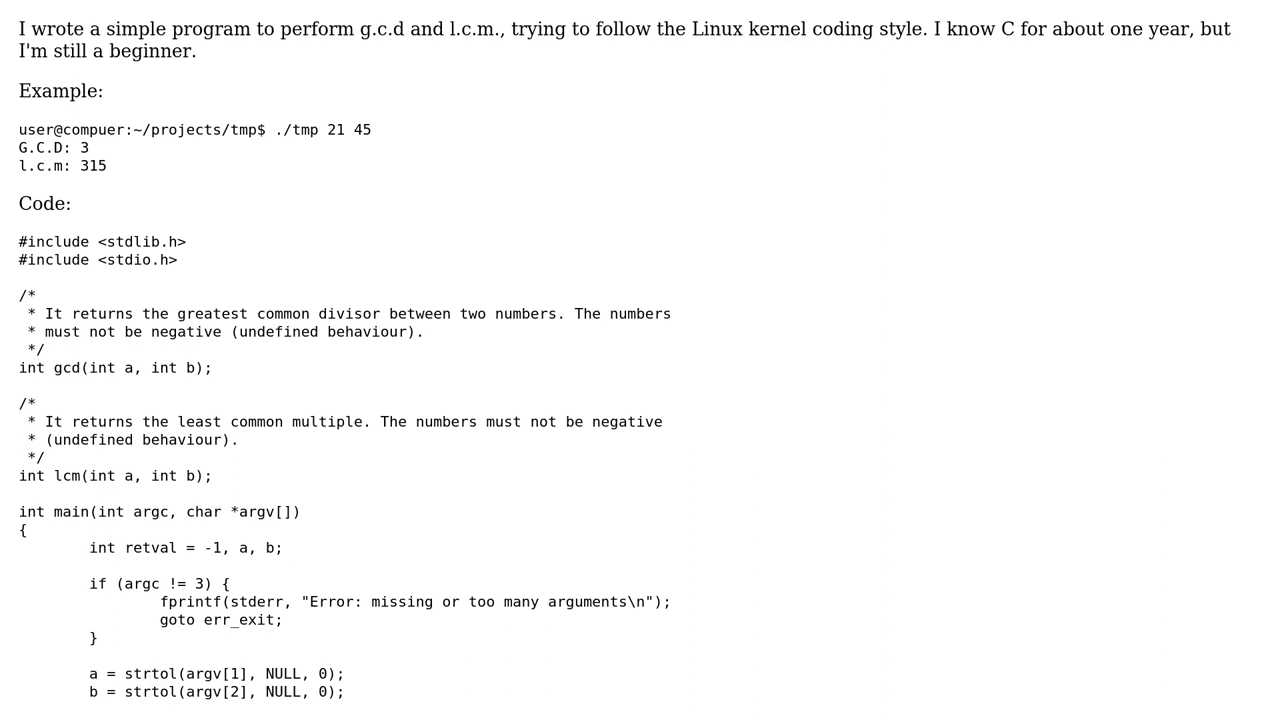 I wrote a simple program to perform g.c.d and l.c.m., trying to follow the Linux kernel coding style. I know C for about one year, but
I'm still a beginner.
Example:
user@compuer:~/projects/tmp$ ./tmp 21 45
G.C.D: 3
l.c.m: 315
Code:
#include <stdlib.h>
#include <stdio.h>
/*
 * It returns the greatest common divisor between two numbers. The numbers
 * must not be negative (undefined behaviour).
 */
int gcd(int a, int b);
/*
 * It returns the least common multiple. The numbers must not be negative
 * (undefined behaviour).
 */
int lcm(int a, int b);
int main(int argc, char *argv[])
{
        int retval = -1, a, b;
        if (argc != 3) {
                fprintf(stderr, "Error: missing or too many arguments\n");
                goto err_exit;
        }
        a = strtol(argv[1], NULL, 0);
        b = strtol(argv[2], NULL, 0);